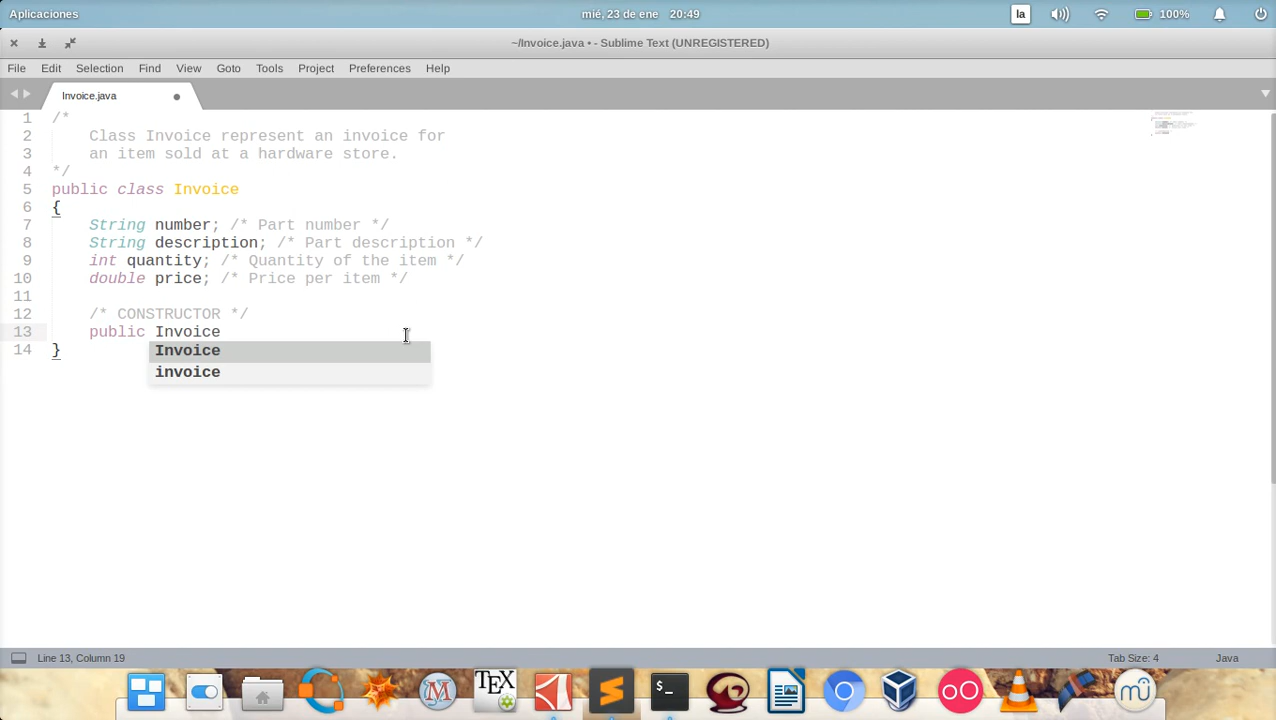 Aplicaciones mié, 23 de ene 20:49 la 100%
~/Invoice.java • - Sublime Text (UNREGISTERED)
File Edit Selection Find View Goto Tools Project Preferences Help
Invoice.java
1 /*
2 Class Invoice represent an invoice for
3 an item sold at a hardware store.
4 */
5 public class Invoice
6 {
7 String number; /* Part number */
8 String description; /* Part description */
9 int quantity; /* Quantity of the item */
10 double price; /* Price per item */
11
12 /* CONSTRUCTOR */
13 public Invoice
14 }
Invoice
invoice
Line 13, Column 19 Tab Size: 4 Java
TEX
$_